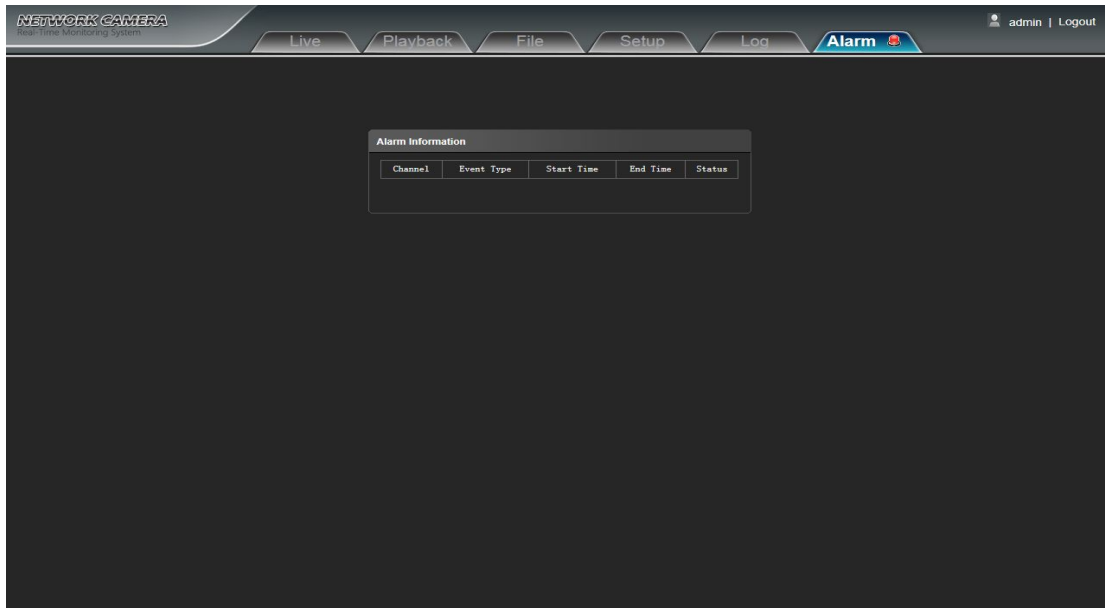 NETWORK CAMERA
Real-Time Monitoring System
admin | Logout
Live Playback File Setup Log Alarm
Alarm Information
Channel Event Type Start Time End Time Status